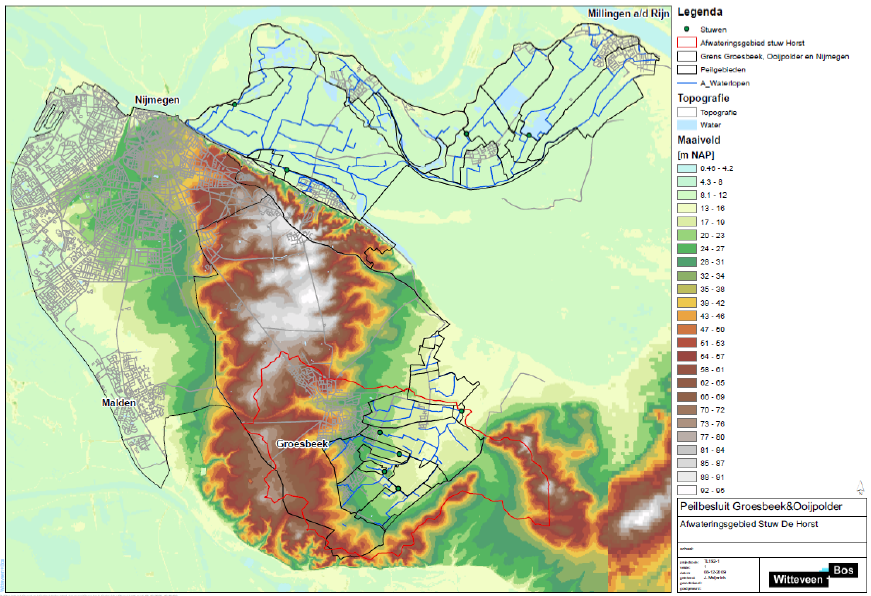 Millingen a/d Rijn
Nijmegen
Malden
Groesbeek
Legenda
Stuwen
Afwateringsgebied stuw Horst
Grens Groesbeek, Ooijpolder en Nijmegen
Peilgebieden
A_Waterlopen
Topografie
Topografie
Water
Maaiveld
[m NAP]
0.45 - 4.2
4.3 - 8
8.1 - 12
13 - 16
17 - 19
20 - 23
24 - 27
28 - 31
32 - 34
35 - 38
39 - 42
43 - 46
47 - 50
51 - 53
54 - 57
58 - 61
62 - 65
66 - 69
70 - 72
73 - 76
77 - 80
81 - 84
85 - 87
88 - 91
92 - 95
Peilbesluit Groesbeek&Ooijpolder
Afwateringsgebied Stuw De Horst
Witteveen + Bos